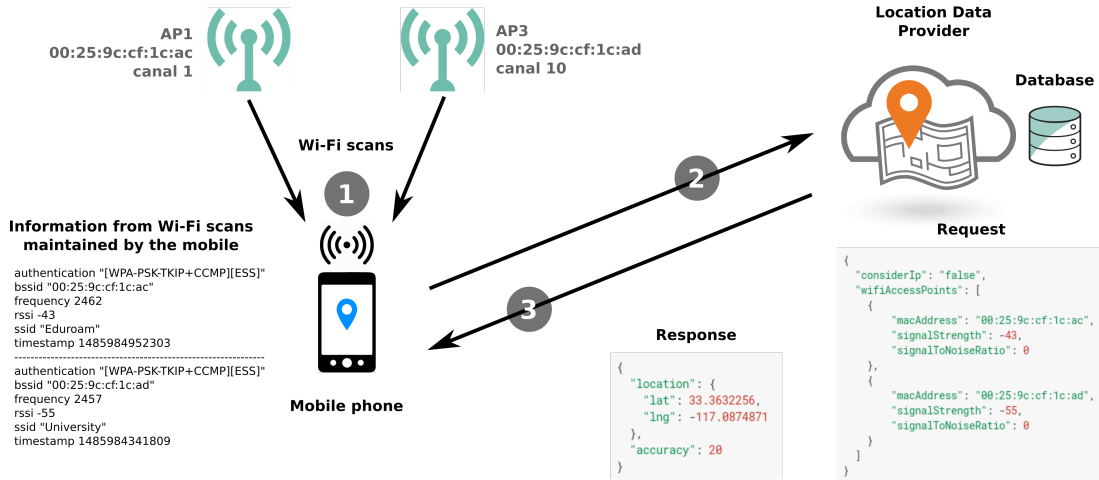 AP1
00:25:9c:cf:1c:ac
canal 1
AP3
00:25:9c:cf:1c:ad
canal 10
Location Data
Provider
Database
Wi-Fi scans
1
2
3
Information from Wi-Fi scans
maintained by the mobile
authentication "[WPA-PSK-TKIP+CCMP][ESS]"
bssid "00:25:9c:cf:1c:ac"
frequency 2462
rssi -43
ssid "Eduroam"
timestamp 1485984952303
--------------------------------------------------------------
authentication "[WPA-PSK-TKIP+CCMP][ESS]"
bssid "00:25:9c:cf:1c:ad"
frequency 2457
rssi -55
ssid "University"
timestamp 1485984341809
Mobile phone
Response
{
"location": {
"lat": 33.3632256,
"lng": -117.0874871
},
"accuracy": 20
}
Request
{
"considerIp": "false",
"wifiAccessPoints": [
{
"macAddress": "00:25:9c:cf:1c:ac",
"signalStrength": -43,
"signalToNoiseRatio": 0
},
{
"macAddress": "00:25:9c:cf:1c:ad",
"signalStrength": -55,
"signalToNoiseRatio": 0
}
]
}